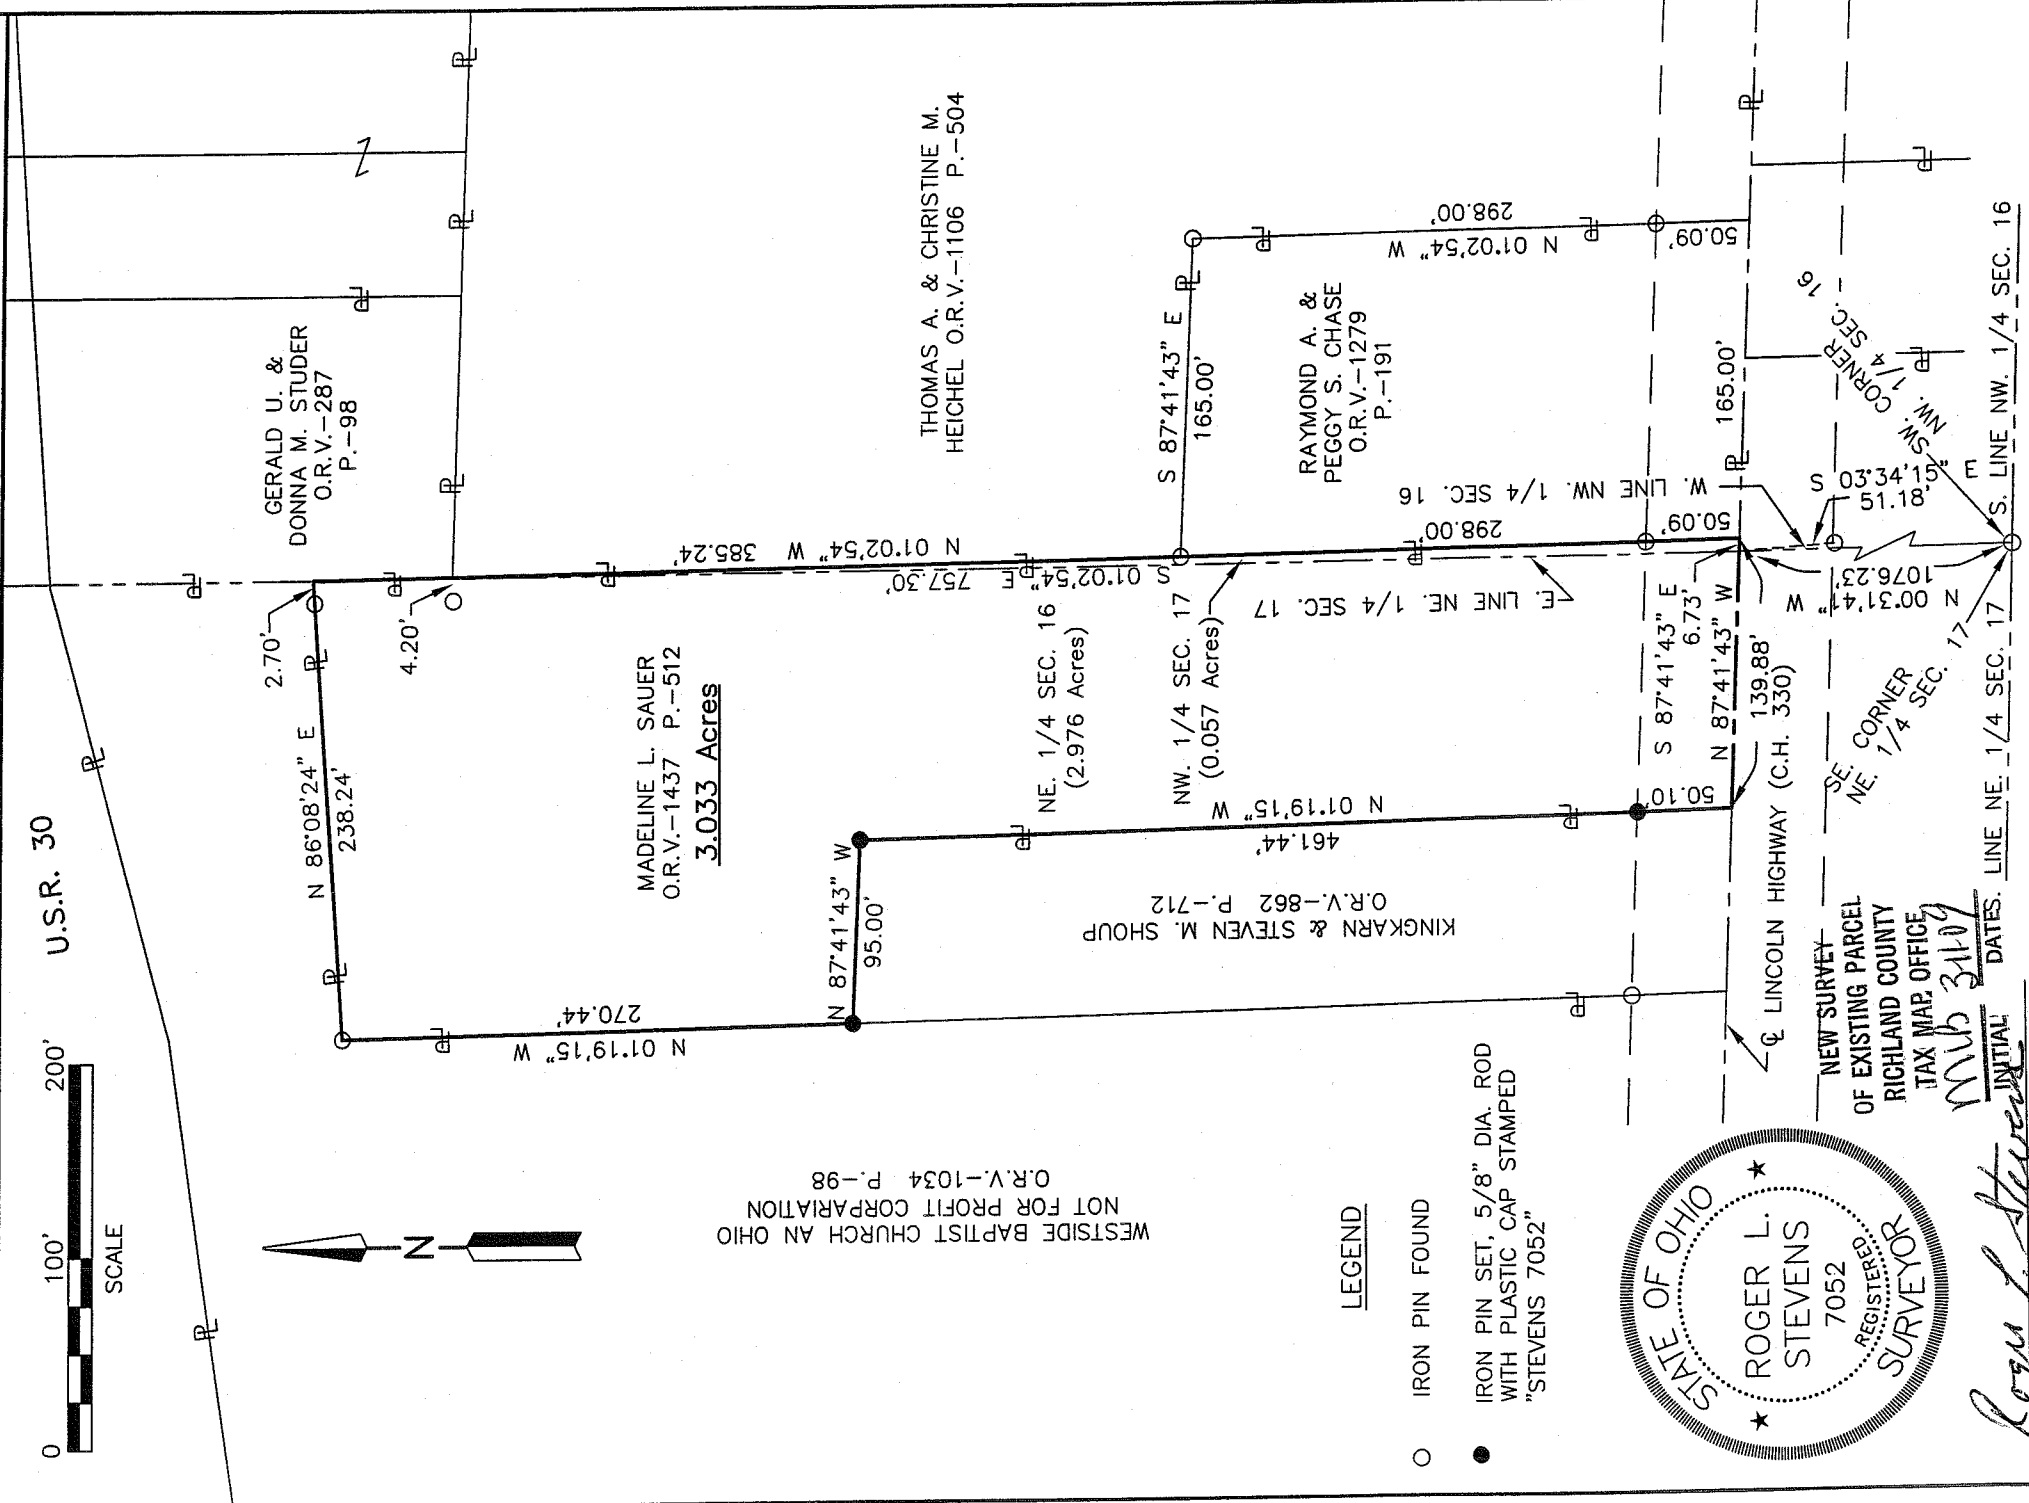 U.S.R. 30
0 100' 200'
SCALE
N
GERALD U. &
DONNA M. STUDER
O.R.V.-287
P.-98
THOMAS A. & CHRISTINE M.
HEICHEL O.R.V.-1106 P.-504
RAYMOND A. &
PEGGY S. CHASE
O.R.V.-1279
P.-191
S 87°41'43" E
165.00'
N 01°02'54" W
298.00'
50.09'
165.00'
2.70'
4.20'
N 86°08'24" E
238.24'
N 01°02'54" W 385.24'
S 01°02'54" E 757.30'
298.00'
50.09'
MADELINE L. SAUER
O.R.V.-1437 P.-512
3.033 Acres
NE. 1/4 SEC. 16
(2.976 Acres)
NW. 1/4 SEC. 17
(0.057 Acres)
E. LINE NE. 1/4 SEC. 17
W. LINE NW. 1/4 SEC. 16
N 01°19'15" W
270.44'
N 87°41'43" W
95.00'
N 01°19'15" W
461.44'
50.10'
KINGKARN & STEVEN M. SHOUP
O.R.V.-862 P.-712
WESTSIDE BAPTIST CHURCH AN OHIO
NOT FOR PROFIT CORPARIATION
O.R.V.-1034 P.-98
S 87°41'43" E
6.73'
N 87°41'43" W
139.88'
℄ LINCOLN HIGHWAY (C.H. 330)
S 03°34'15" E
51.18'
N 00°31'41" W
1076.23'
SW. CORNER
NW. 1/4 SEC. 16
SE. CORNER
NE. 1/4 SEC. 17
S. LINE NE. 1/4 SEC. 17
S. LINE NW. 1/4 SEC. 16
LEGEND
IRON PIN FOUND
IRON PIN SET, 5/8" DIA. ROD
WITH PLASTIC CAP STAMPED
"STEVENS 7052"
STATE OF OHIO
ROGER L.
STEVENS
7052
REGISTERED
SURVEYOR
NEW SURVEY
OF EXISTING PARCEL
RICHLAND COUNTY
TAX MAP OFFICE
INITIAL DATE
Roger L. Stevens